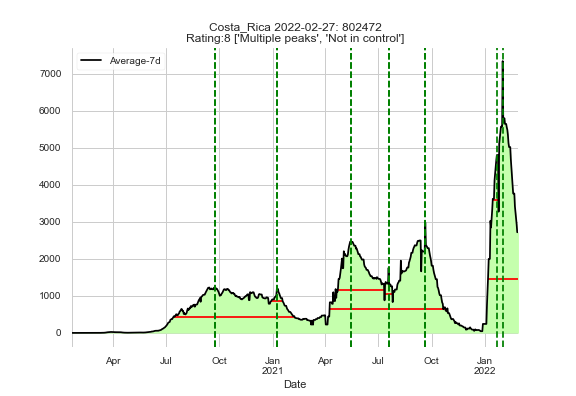 Costa_Rica 2022-02-27: 802472
Rating:8 ['Multiple peaks', 'Not in control']
Average-7d
7000
6000
5000
4000
3000
2000
1000
0
Apr
Jul
Oct
Jan
2021
Apr
Jul
Oct
Jan
2022
Date